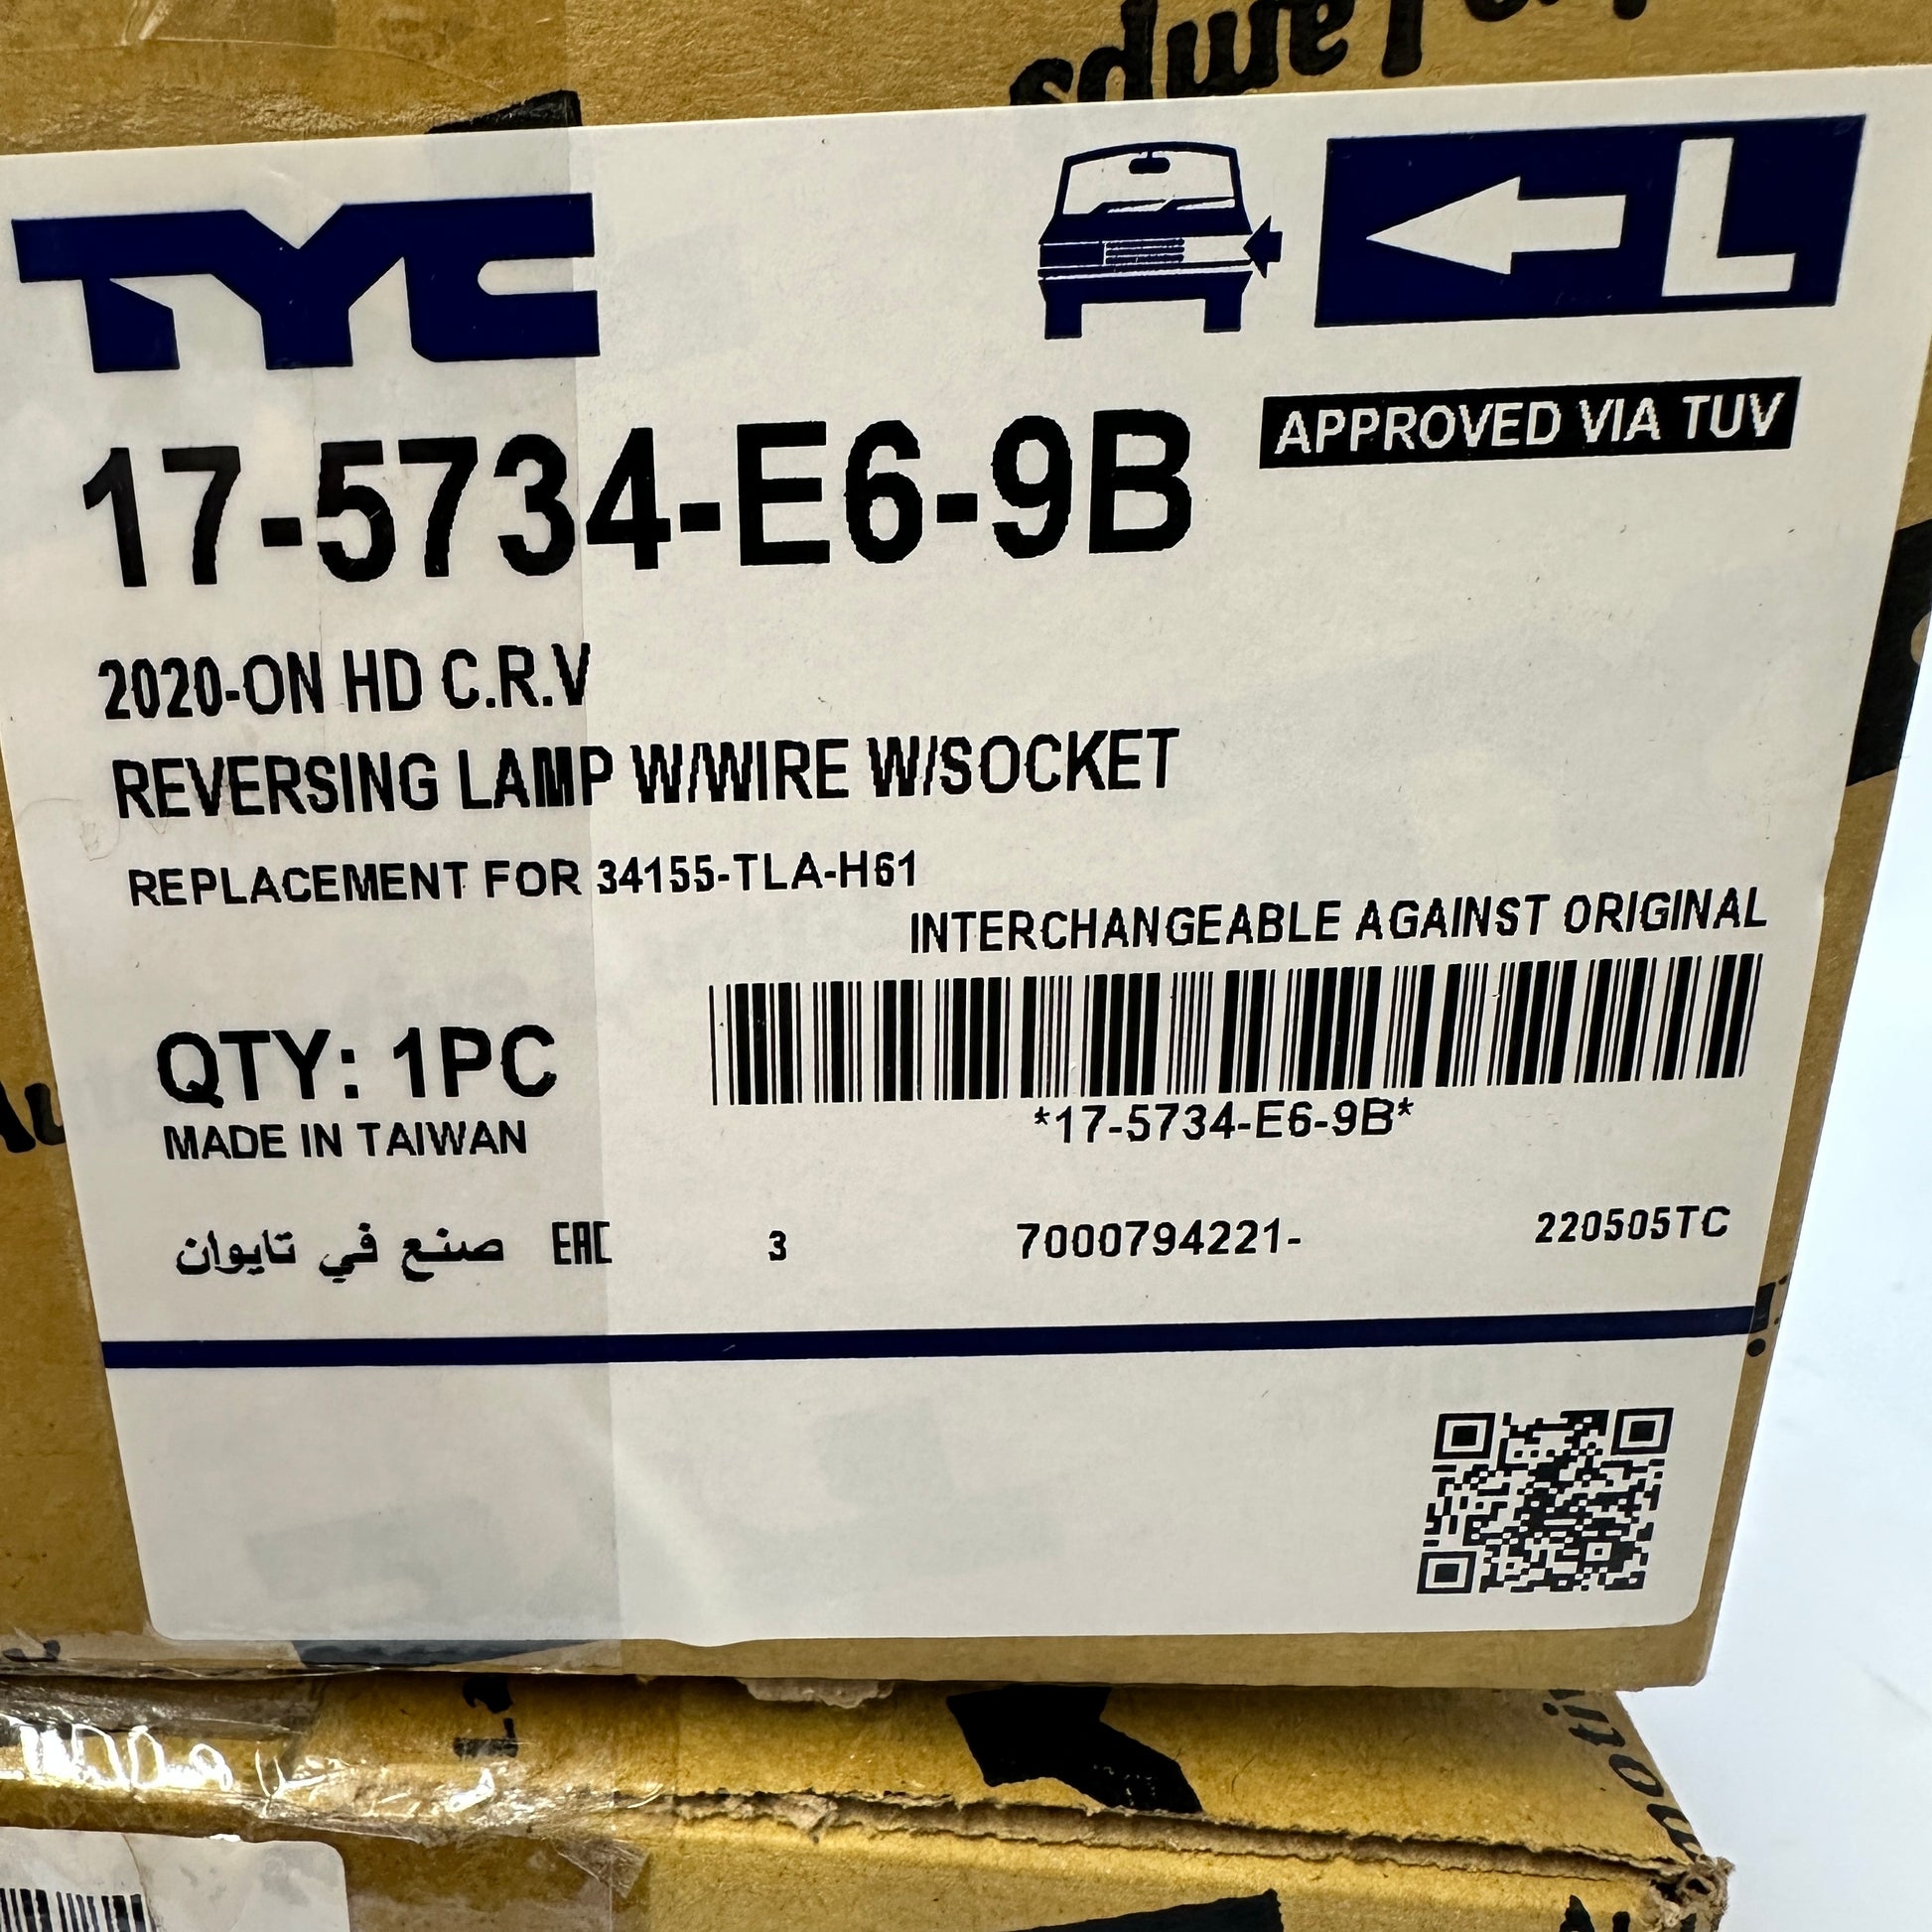 Lamps
TYC
L
17-5734-E6-9B
APPROVED VIA TUV
2020-ON HD C.R.V
REVERSING LAMP W/WIRE W/SOCKET
REPLACEMENT FOR 34155-TLA-H61
INTERCHANGEABLE AGAINST ORIGINAL
QTY: 1PC
*17-5734-E6-9B*
MADE IN TAIWAN
صنع في تايوان EAC 3 7000794221- 220505TC